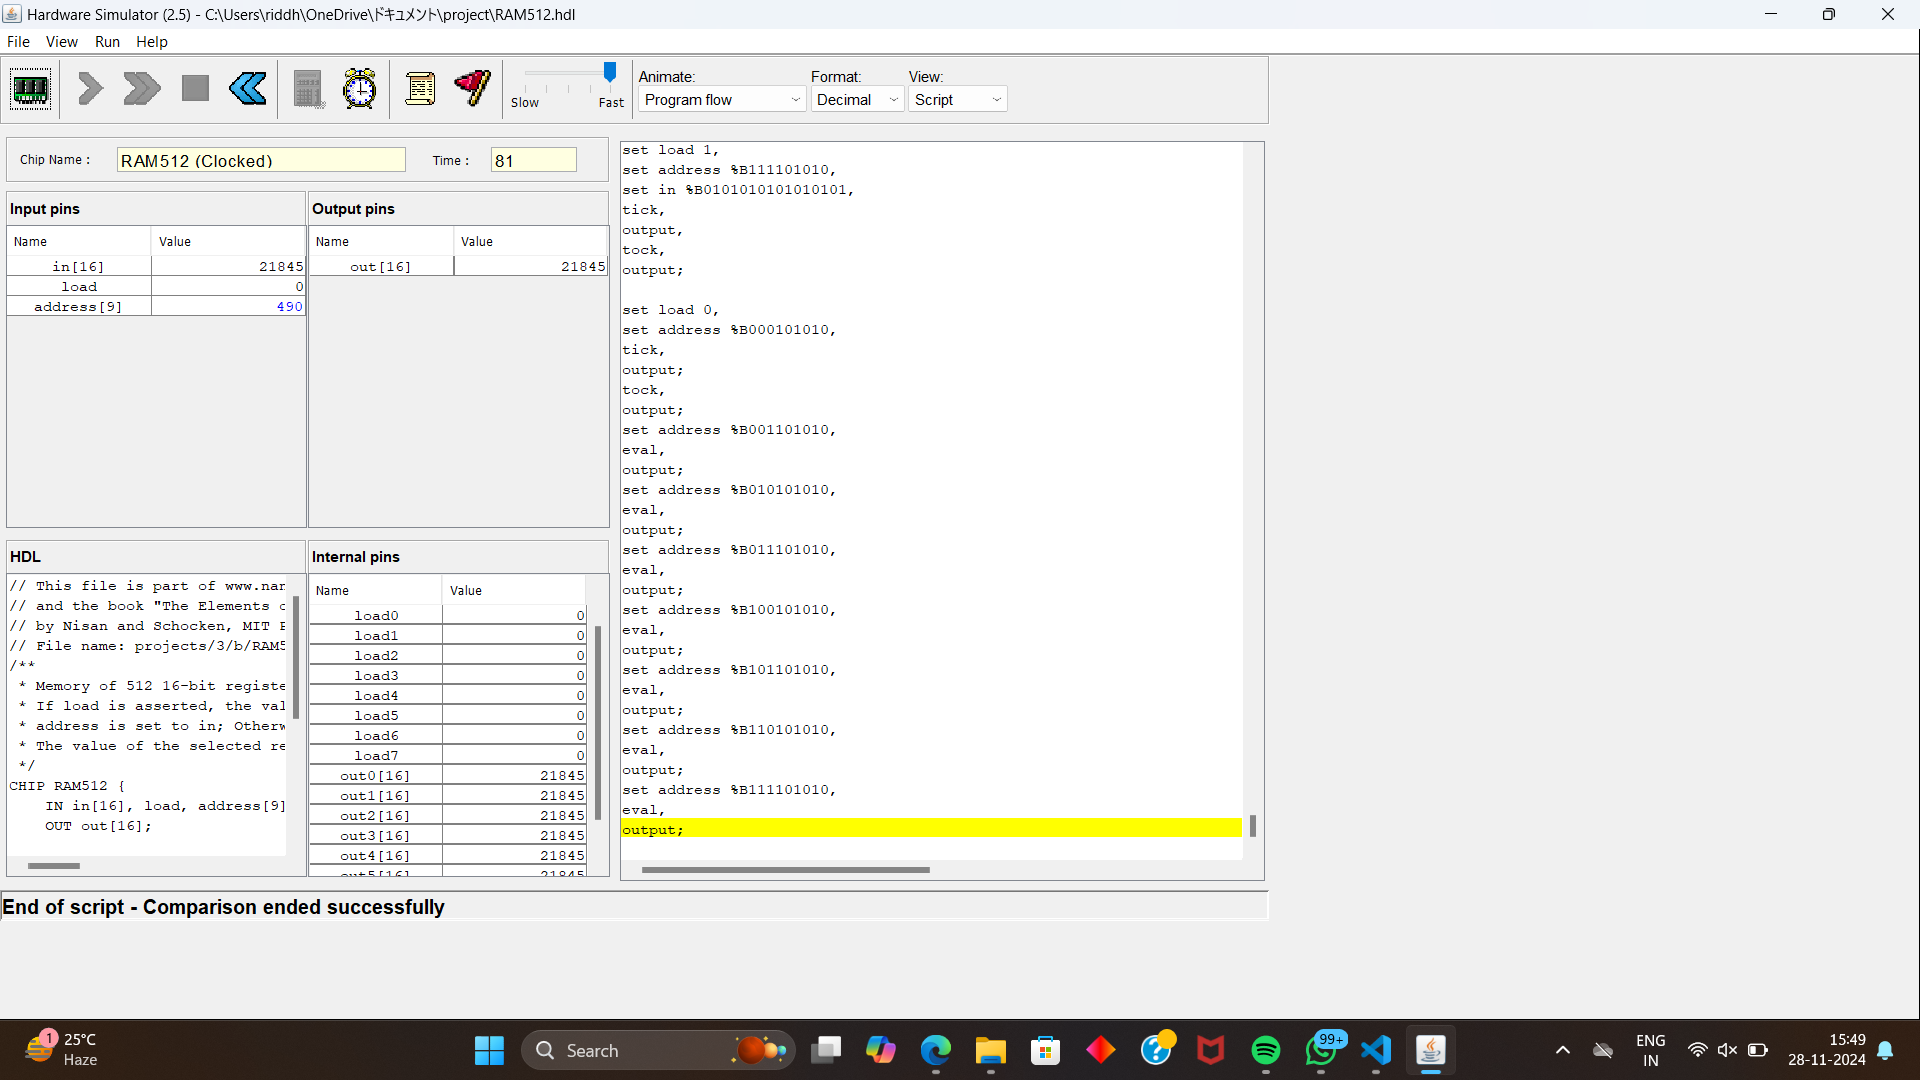 Hardware Simulator (2.5) - C:\Users\riddh\OneDrive\ドキュメント\project\RAM512.hdl
File View Run Help
Slow Fast
Animate: Format: View:
Program flow Decimal Script
Chip Name : RAM512 (Clocked) Time : 81
Input pins
Name Value
in[16] 21845
load 0
address[9] 490
Output pins
Name Value
out[16] 21845
HDL
// This file is part of www.nan
// and the book "The Elements o
// by Nisan and Schocken, MIT P
// File name: projects/3/b/RAM5
/**
* Memory of 512 16-bit registe
* If load is asserted, the val
* address is set to in; Otherw
* The value of the selected re
*/
CHIP RAM512 {
IN in[16], load, address[9]
OUT out[16];
Internal pins
Name Value
load0 0
load1 0
load2 0
load3 0
load4 0
load5 0
load6 0
load7 0
out0[16] 21845
out1[16] 21845
out2[16] 21845
out3[16] 21845
out4[16] 21845
out5[16] 21845
set load 1,
set address %B111101010,
set in %B0101010101010101,
tick,
output,
tock,
output;
set load 0,
set address %B000101010,
tick,
output;
tock,
output;
set address %B001101010,
eval,
output;
set address %B010101010,
eval,
output;
set address %B011101010,
eval,
output;
set address %B100101010,
eval,
output;
set address %B101101010,
eval,
output;
set address %B110101010,
eval,
output;
set address %B111101010,
eval,
output;
End of script - Comparison ended successfully
1
25°C
Haze
Search
99+
ENG
IN
15:49
28-11-2024